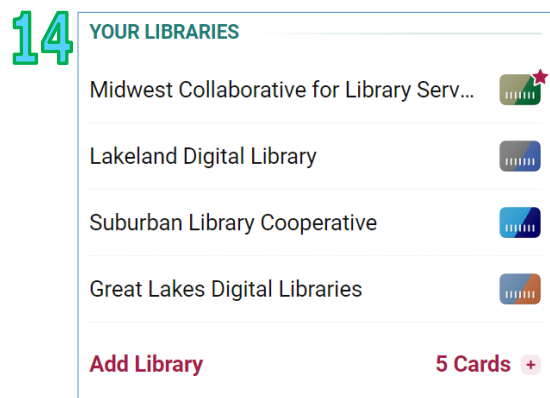 14
YOUR LIBRARIES
Midwest Collaborative for Library Serv...
Lakeland Digital Library
Suburban Library Cooperative
Great Lakes Digital Libraries
Add Library 5 Cards +